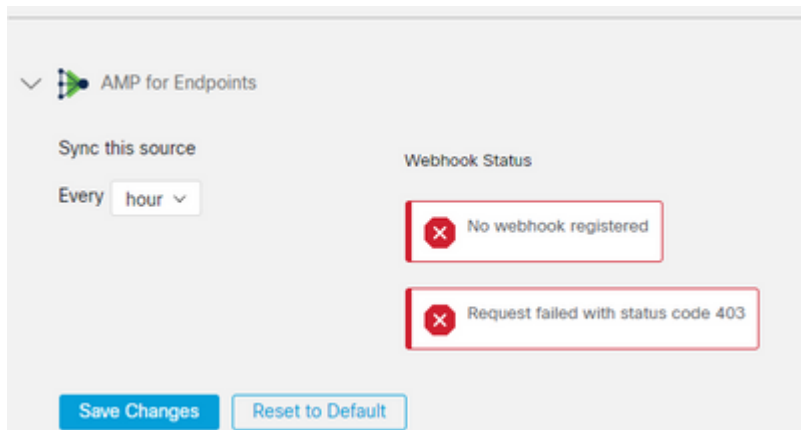 AMP for Endpoints
Sync this source
Every hour
Webhook Status
No webhook registered
Request failed with status code 403
Save Changes
Reset to Default